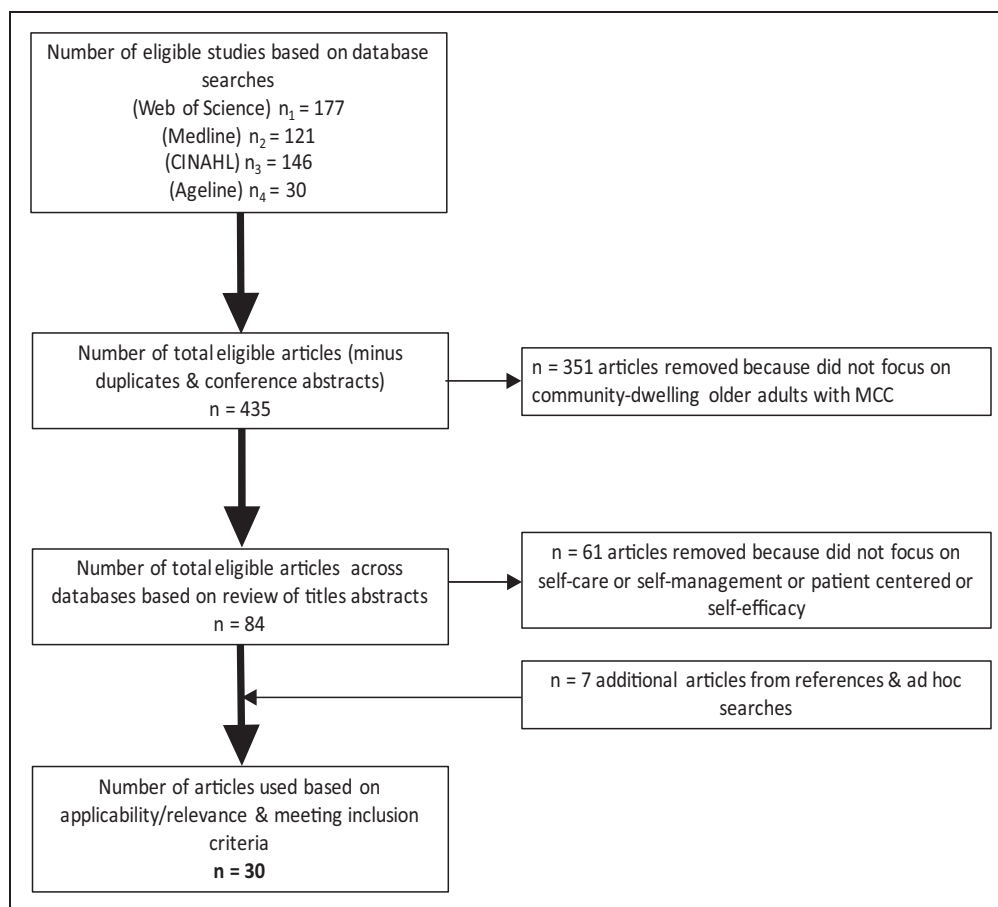 Number of eligible studies based on database
searches
(Web of Science) n₁ = 177
(Medline) n₂ = 121
(CINAHL) n₃ = 146
(Ageline) n₄ = 30
Number of total eligible articles (minus
duplicates & conference abstracts)
n = 435
n = 351 articles removed because did not focus on
community-dwelling older adults with MCC
Number of total eligible articles across
databases based on review of titles abstracts
n = 84
n = 61 articles removed because did not focus on
self-care or self-management or patient centered or
self-efficacy
n = 7 additional articles from references & ad hoc
searches
Number of articles used based on
applicability/relevance & meeting inclusion
criteria
n = 30